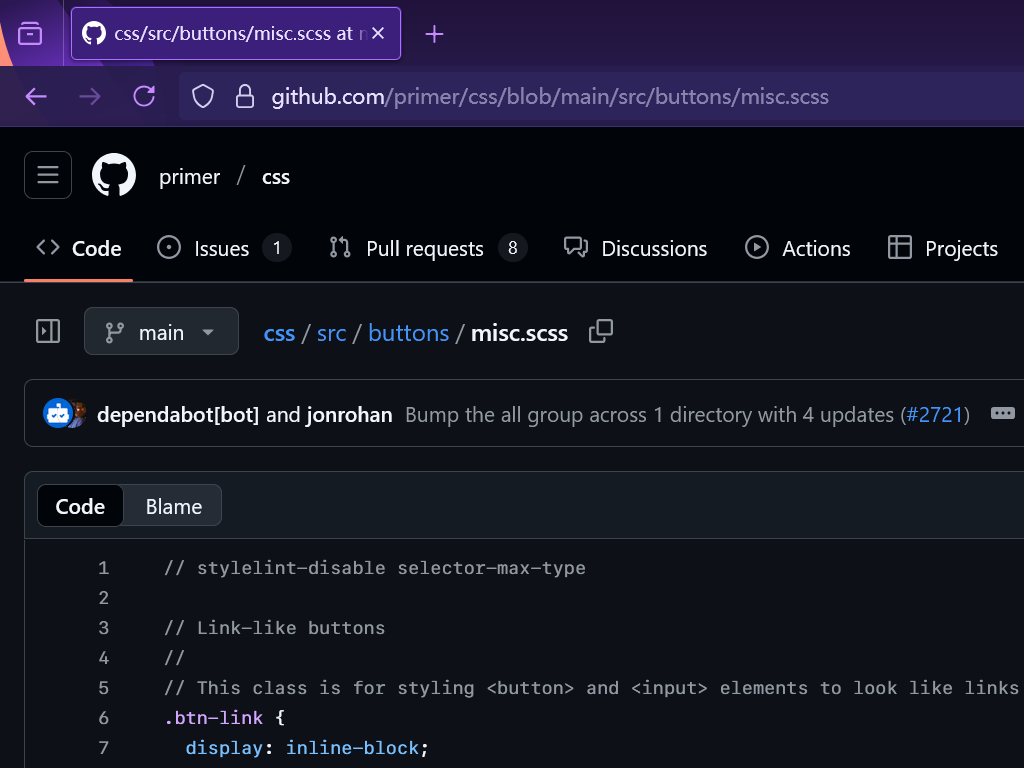 css/src/buttons/misc.scss at
github.com/primer/css/blob/main/src/buttons/misc.scss
primer / css
Code Issues 1 Pull requests 8 Discussions Actions Projects
main css / src / buttons / misc.scss
dependabot[bot] and jonrohan Bump the all group across 1 directory with 4 updates (#2721)
Code Blame
1 // stylelint-disable selector-max-type
2
3 // Link-like buttons
4 //
5 // This class is for styling <button> and <input> elements to look like links
6 .btn-link {
7 display: inline-block;